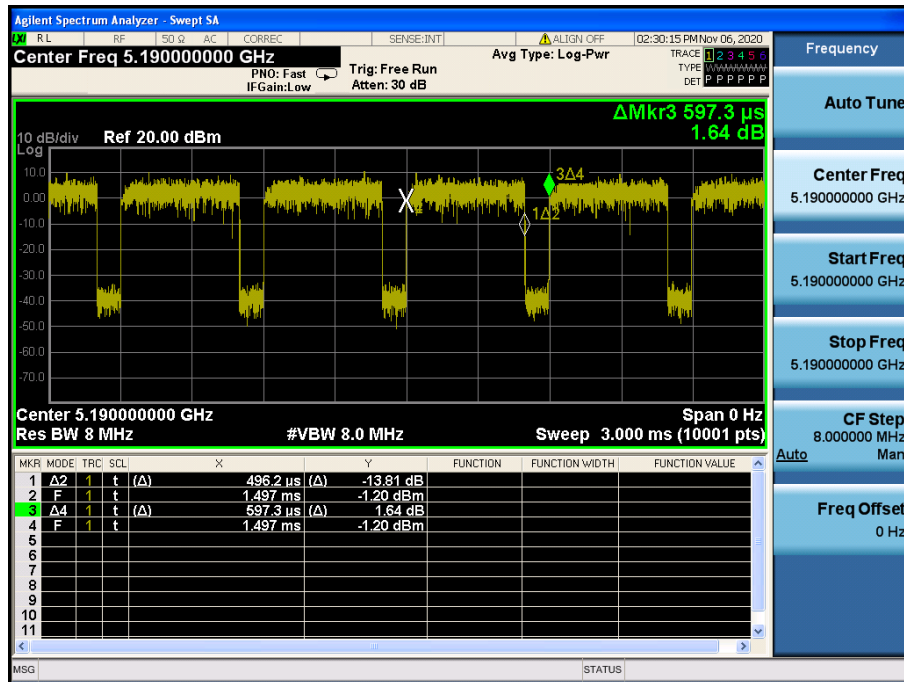 Agilent Spectrum Analyzer - Swept SA
LXI RL RF 50 Ω AC CORREC SENSE:INT ALIGN OFF 02:30:15 PM Nov 06, 2020
Center Freq 5.190000000 GHz
PNO: Fast
IFGain:Low
Trig: Free Run
Atten: 30 dB
Avg Type: Log-Pwr
TRACE 1 2 3 4 5 6
TYPE WWWWWW
DET P P P P P P
ΔMkr3 597.3 µs
1.64 dB
10 dB/div Ref 20.00 dBm
Log
10.0
0.00
-10.0
-20.0
-30.0
-40.0
-50.0
-60.0
-70.0
3Δ4
1Δ2
Center 5.190000000 GHz Span 0 Hz
Res BW 8 MHz #VBW 8.0 MHz Sweep 3.000 ms (10001 pts)
MKR MODE TRC SCL X Y FUNCTION FUNCTION WIDTH FUNCTION VALUE
1 Δ2 1 t (Δ) 496.2 µs (Δ) -13.81 dB
2 F 1 t 1.497 ms -1.20 dBm
3 Δ4 1 t (Δ) 597.3 µs (Δ) 1.64 dB
4 F 1 t 1.497 ms -1.20 dBm
5
6
7
8
9
10
11
MSG STATUS
Frequency
Auto Tune
Center Freq
5.190000000 GHz
Start Freq
5.190000000 GHz
Stop Freq
5.190000000 GHz
CF Step
8.000000 MHz
Auto Man
Freq Offset
0 Hz